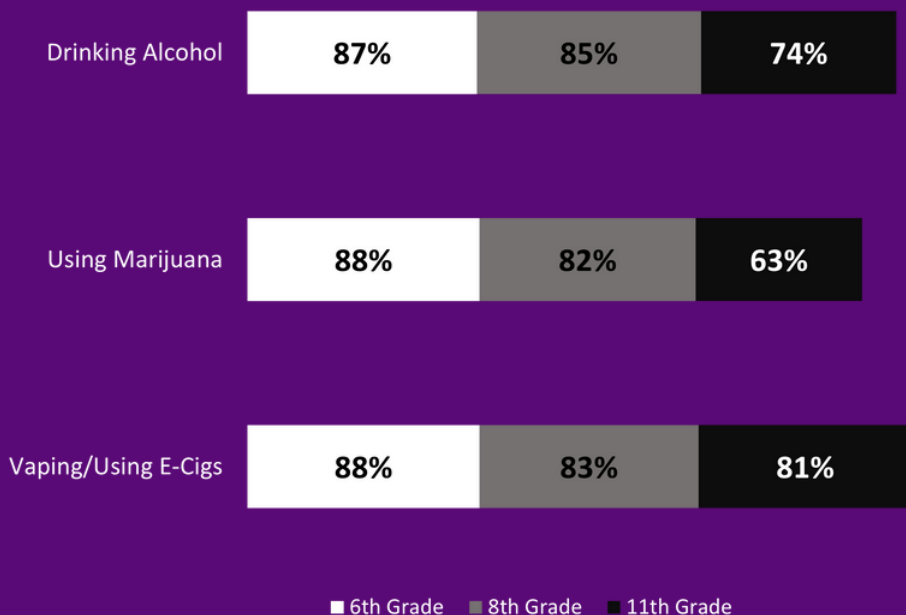 Drinking Alcohol 87% 85% 74%
Using Marijuana 88% 82% 63%
Vaping/Using E-Cigs 88% 83% 81%
6th Grade 8th Grade 11th Grade